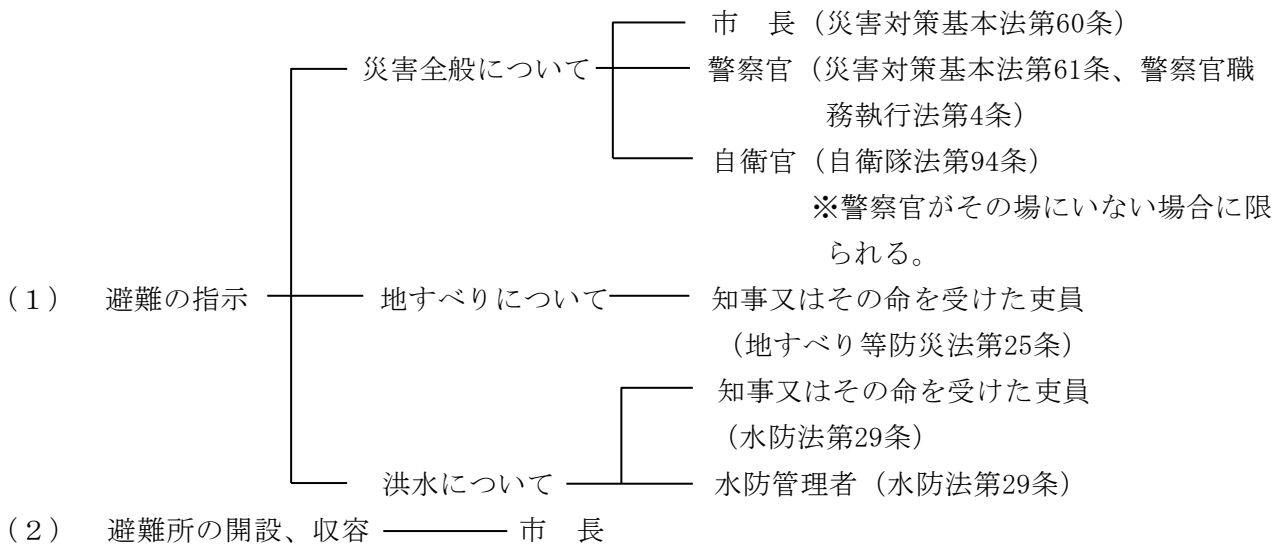 市　長（災害対策基本法第60条）
災害全般について
警察官（災害対策基本法第61条、警察官職
務執行法第4条）
自衛官（自衛隊法第94条）
※警察官がその場にいない場合に限
られる。
（１）　避難の指示
地すべりについて
知事又はその命を受けた吏員
（地すべり等防災法第25条）
知事又はその命を受けた吏員
（水防法第29条）
洪水について
水防管理者（水防法第29条）
（２）　避難所の開設、収容
市　長